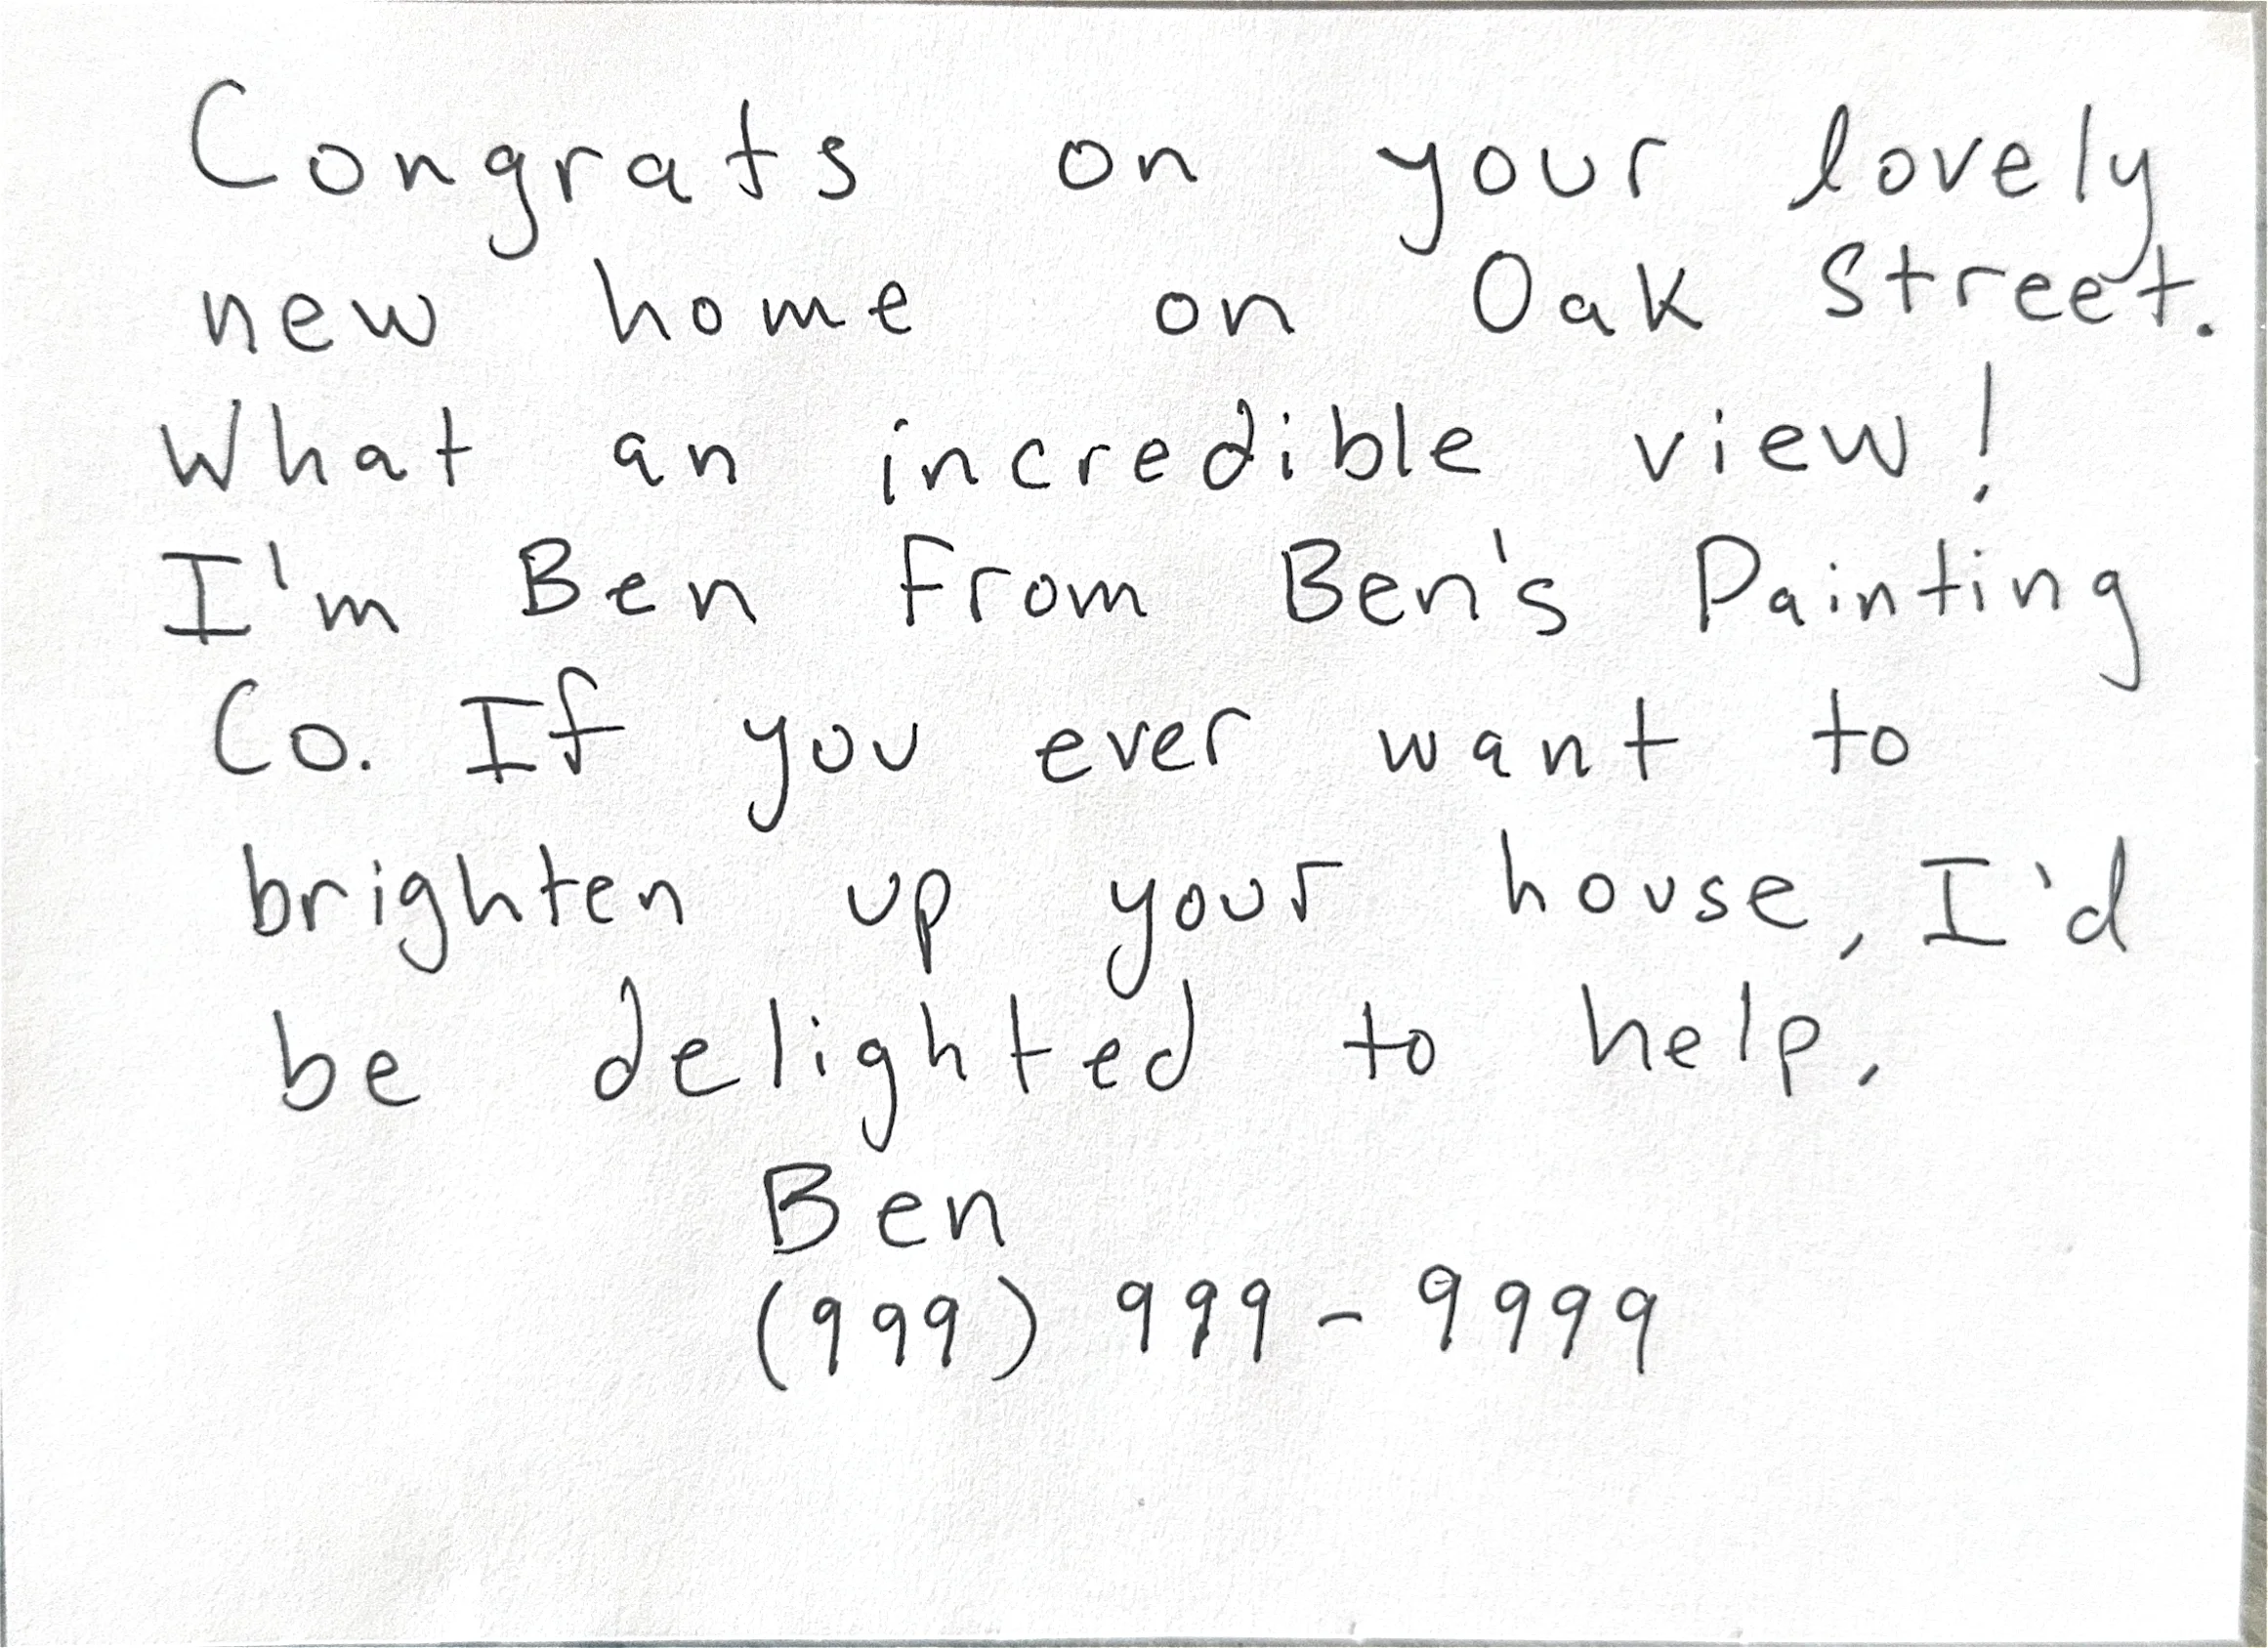 Congrats on your lovely
new home on Oak Street.
What an incredible view!
I'm Ben from Ben's Painting
Co. If you ever want to
brighten up your house, I'd
be delighted to help.
Ben
(999) 999-9999